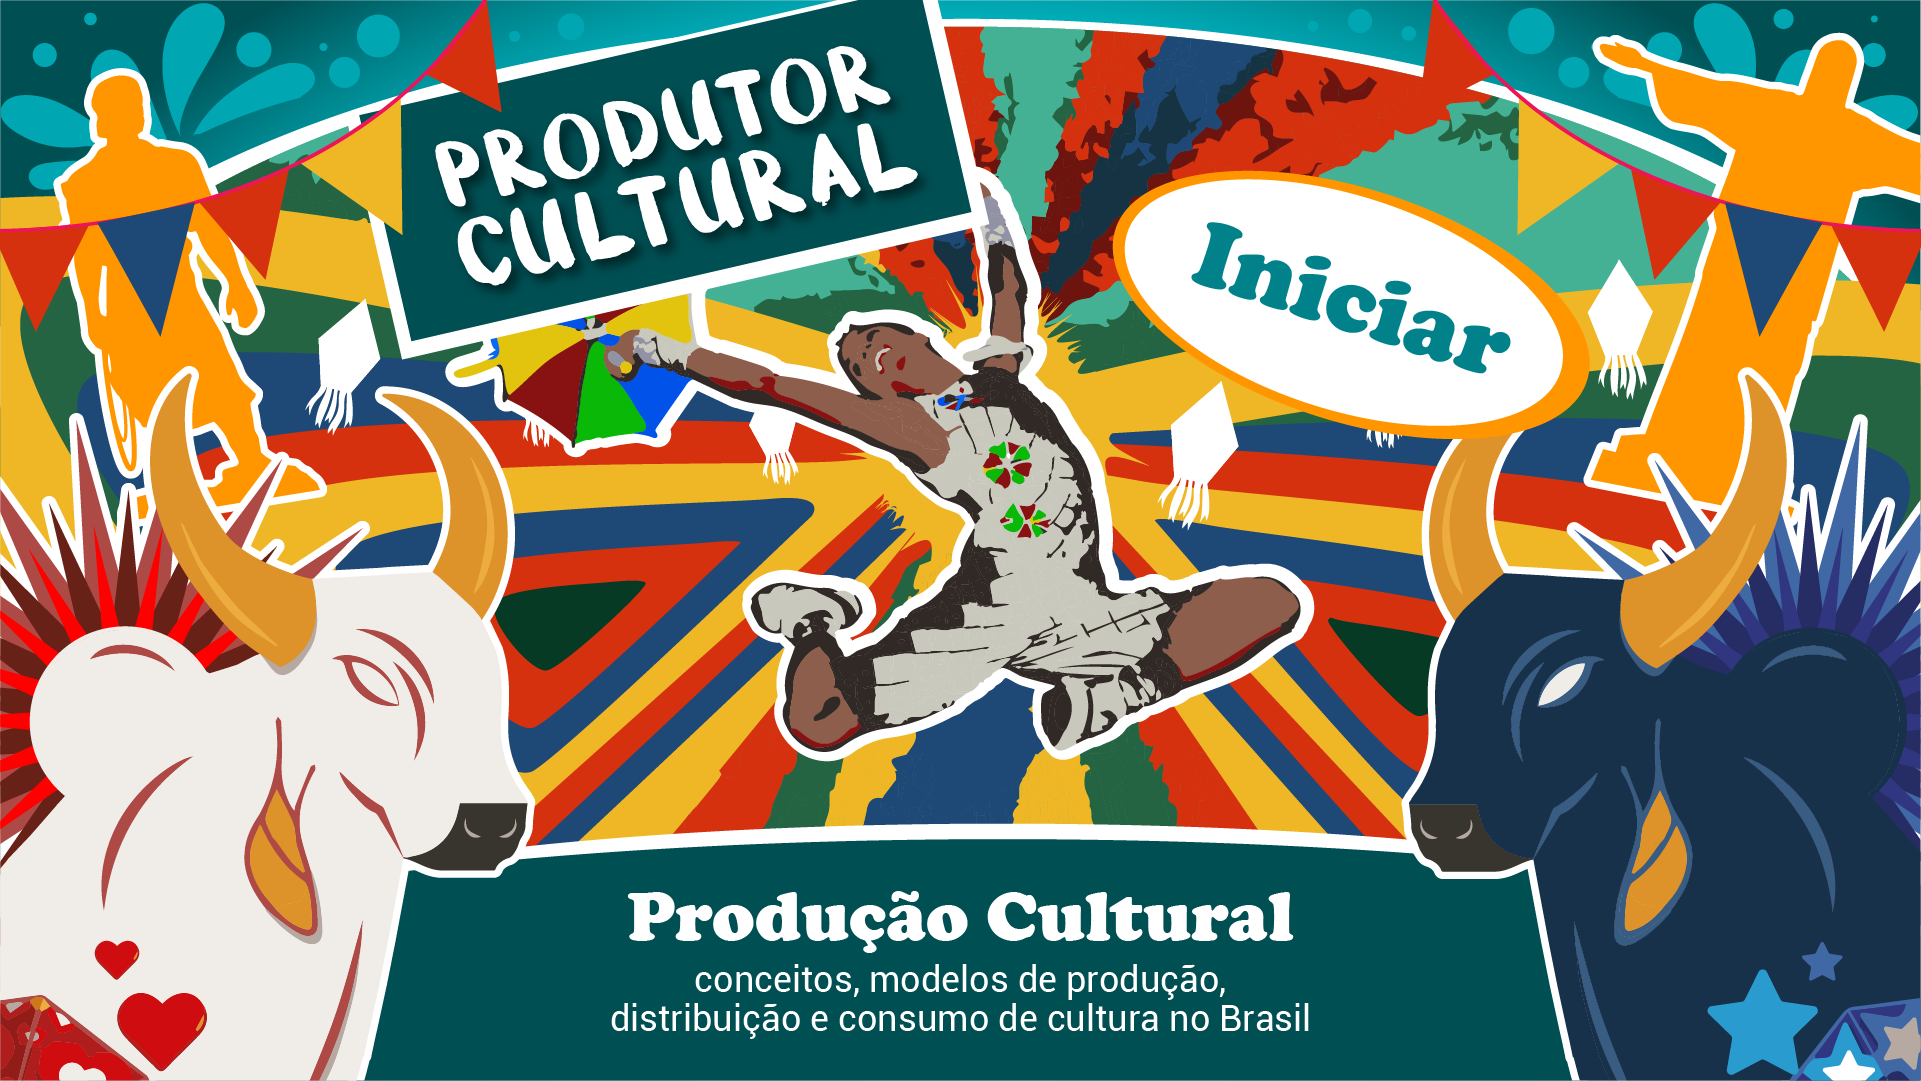 PRODUTOR
CULTURAL
Iniciar
Produção Cultural
conceitos, modelos de produção,
distribuição e consumo de cultura no Brasil